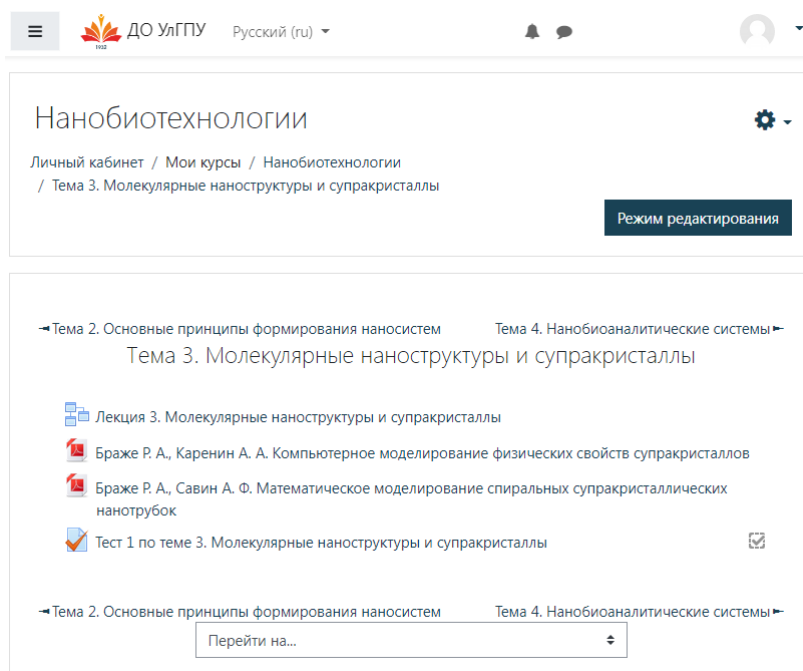 ДО УлГПУ Русский (ru)
1932
Нанобиотехнологии
Личный кабинет / Мои курсы / Нанобиотехнологии
/ Тема 3. Молекулярные наноструктуры и супракристаллы
Режим редактирования
Тема 2. Основные принципы формирования наносистем Тема 4. Нанобиоаналитические системы
Тема 3. Молекулярные наноструктуры и супракристаллы
Лекция 3. Молекулярные наноструктуры и супракристаллы
Браже Р. А., Каренин А. А. Компьютерное моделирование физических свойств супракристаллов
Браже Р. А., Савин А. Ф. Математическое моделирование спиральных супракристаллических
нанотрубок
Тест 1 по теме 3. Молекулярные наноструктуры и супракристаллы
Тема 2. Основные принципы формирования наносистем Тема 4. Нанобиоаналитические системы
Перейти на...